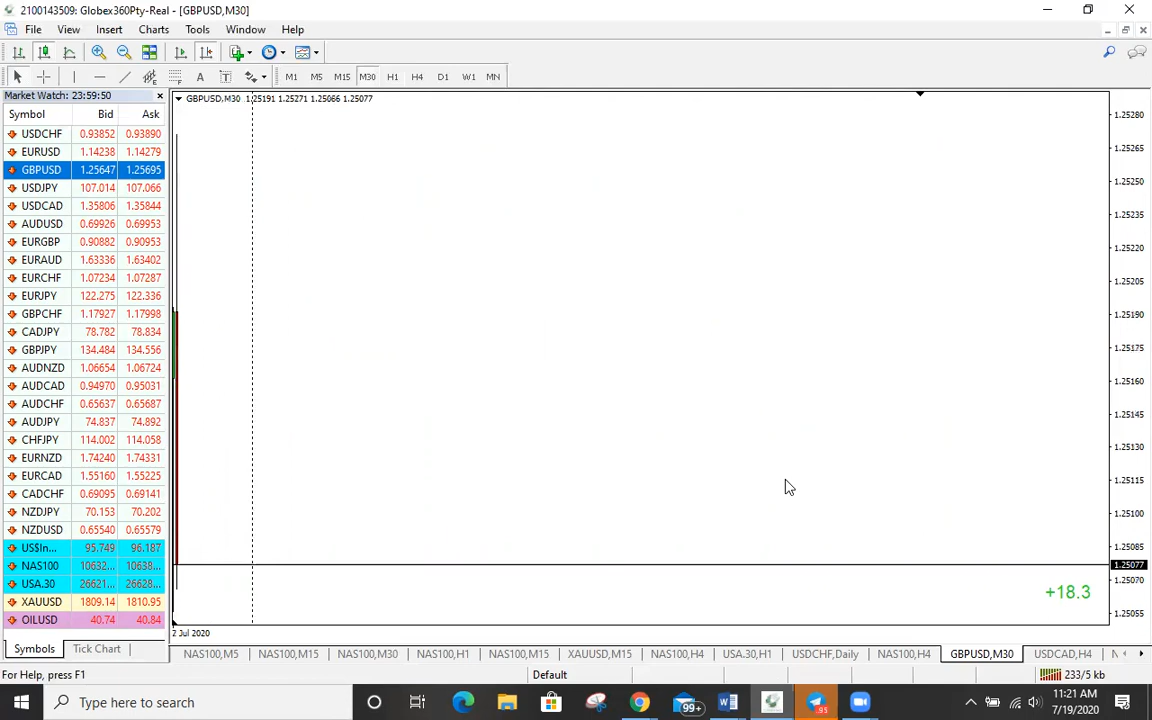 2100143509: Globex360Pty-Real - [GBPUSD,M30]
File View Insert Charts Tools Window Help
M1 M5 M15 M30 H1 H4 D1 W1 MN
Market Watch: 23:59:50
Symbol Bid Ask
USDCHF 0.93852 0.93890
EURUSD 1.14238 1.14279
GBPUSD 1.25647 1.25695
USDJPY 107.014 107.066
USDCAD 1.35806 1.35844
AUDUSD 0.69926 0.69953
EURGBP 0.90882 0.90953
EURAUD 1.63336 1.63402
EURCHF 1.07234 1.07287
EURJPY 122.275 122.336
GBPCHF 1.17927 1.17998
CADJPY 78.782 78.834
GBPJPY 134.484 134.556
AUDNZD 1.06654 1.06724
AUDCAD 0.94970 0.95031
AUDCHF 0.65637 0.65687
AUDJPY 74.837 74.892
CHFJPY 114.002 114.058
EURNZD 1.74240 1.74331
EURCAD 1.55160 1.55225
CADCHF 0.69095 0.69141
NZDJPY 70.153 70.202
NZDUSD 0.65540 0.65579
US$In... 95.749 96.187
NAS100 10632... 10638...
USA.30 26621... 26628...
XAUUSD 1809.14 1810.95
OILUSD 40.74 40.84
Symbols Tick Chart
GBPUSD,M30 1.25191 1.25271 1.25066 1.25077
1.25280
1.25265
1.25250
1.25235
1.25220
1.25205
1.25190
1.25175
1.25160
1.25145
1.25130
1.25115
1.25100
1.25085
1.25077
1.25070
1.25055
+18.3
2 Jul 2020
NAS100,M5 NAS100,M15 NAS100,M30 NAS100,H1 NAS100,M15 XAUUSD,M15 NAS100,H4 USA.30,H1 USDCHF,Daily NAS100,H4 GBPUSD,M30 USDCAD,H4 N
For Help, press F1 Default 233/5 kb
Type here to search
99+
.95
11:21 AM
7/19/2020